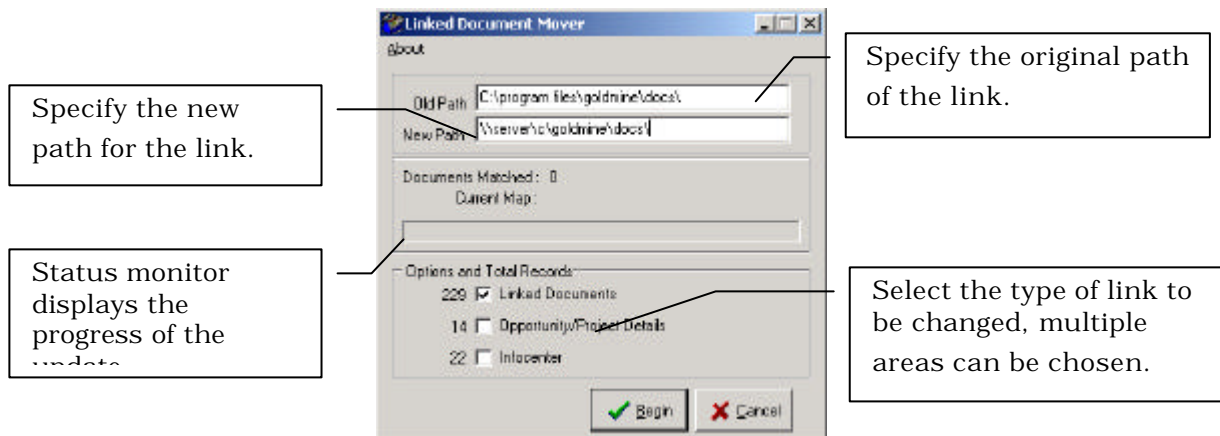 Linked Document Mover
About
Specify the original path
of the link.
Specify the new
path for the link.
Old Path C:\program files\goldmine\docs\
New Path \\server\c\goldmine\docs\
Documents Matched: 0
Current Map:
Status monitor
displays the
progress of the
update
Options and Total Records:
229 Linked Documents
14 Opportunity/Project Details
22 Infocenter
Select the type of link to
be changed, multiple
areas can be chosen.
Begin
Cancel